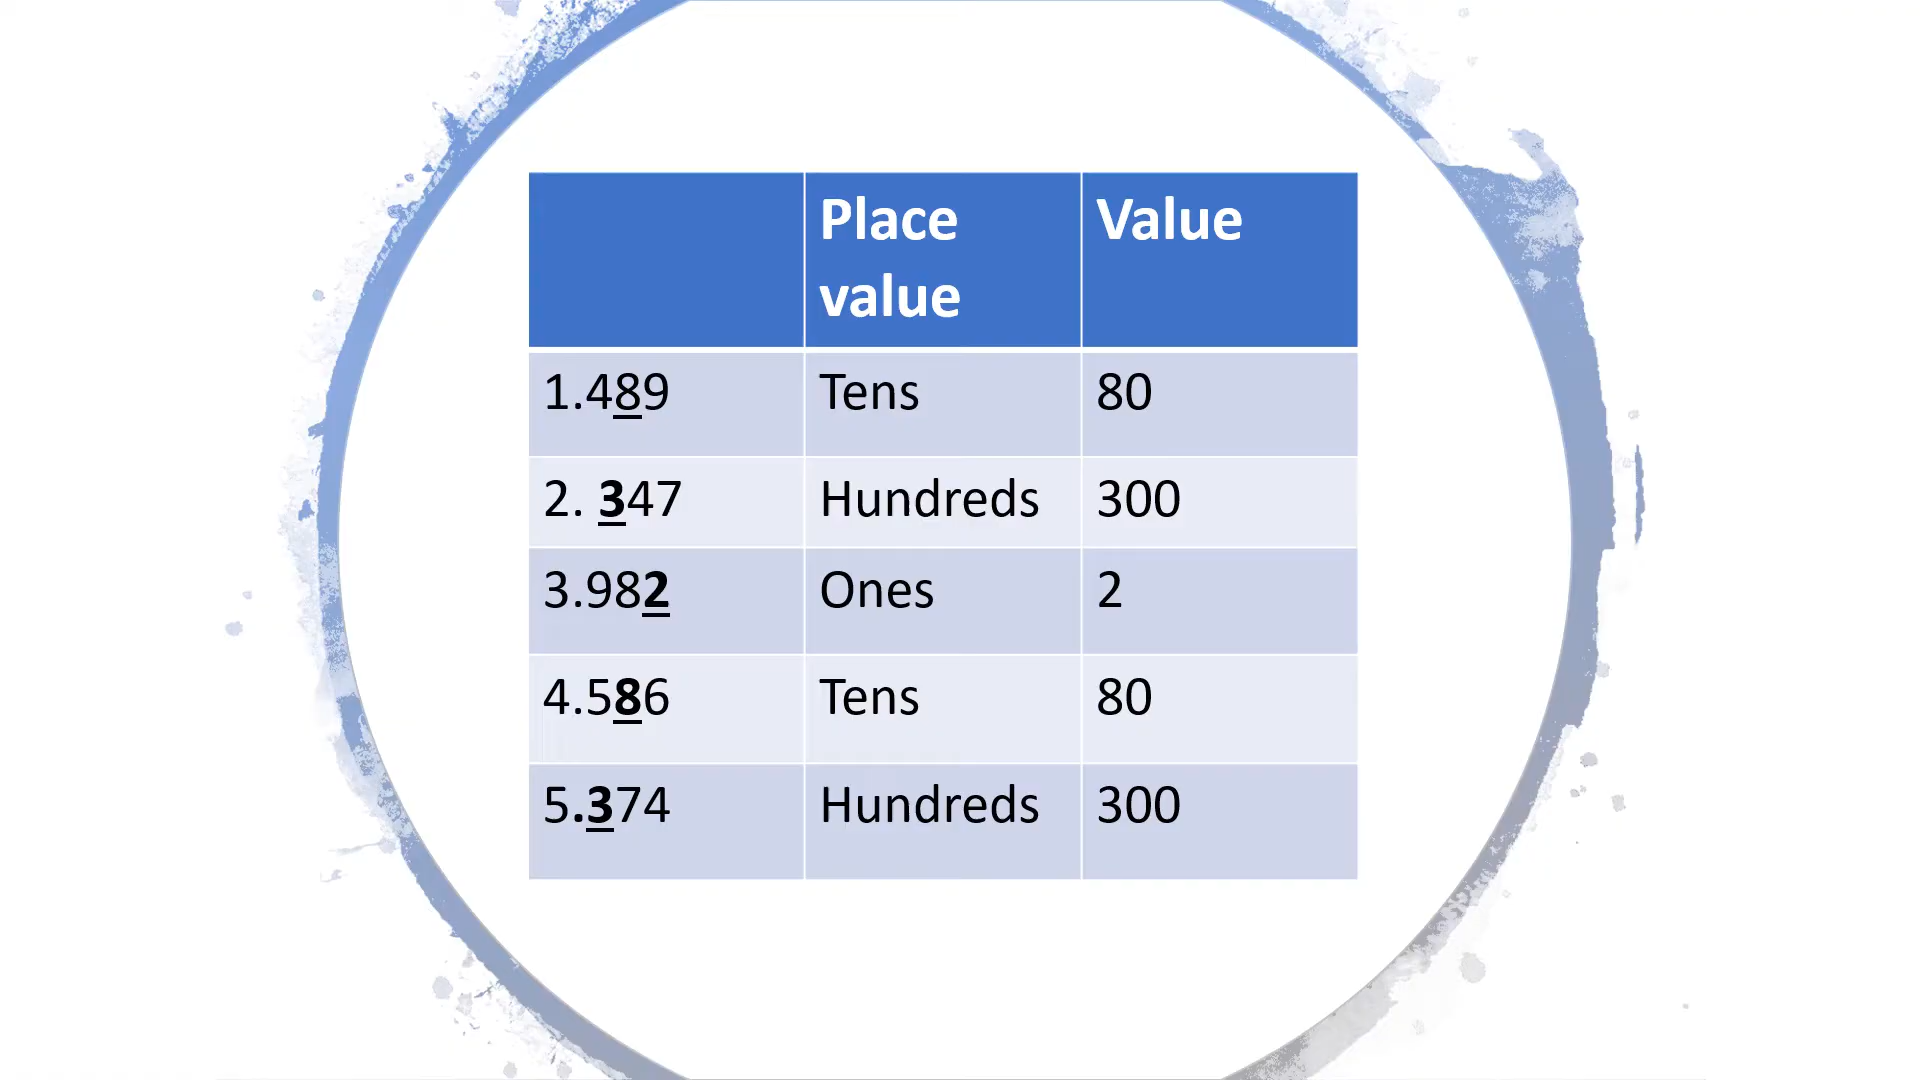 Place value Value
1.489 Tens 80
2. 347 Hundreds 300
3.982 Ones 2
4.586 Tens 80
5.374 Hundreds 300